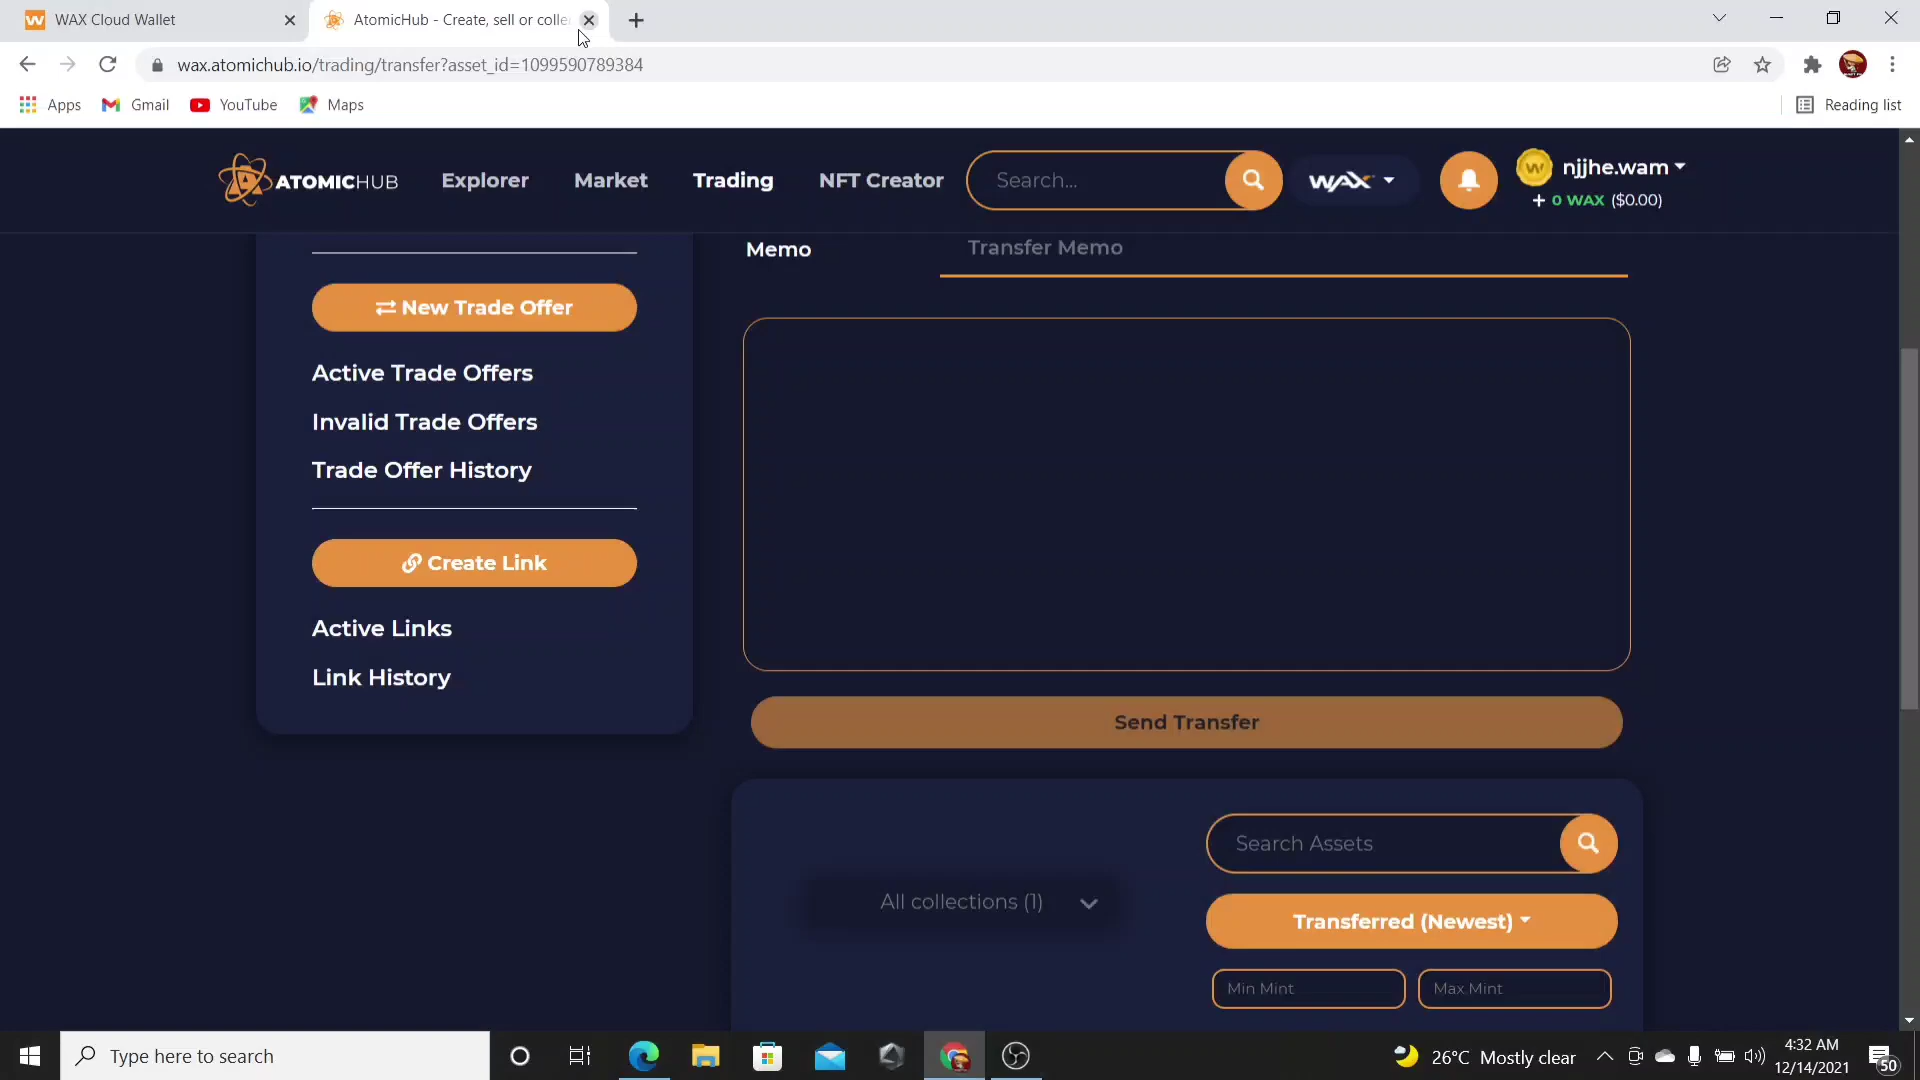 WAX Cloud Wallet
AtomicHub - Create, sell or colle
wax.atomichub.io/trading/transfer?asset_id=1099590789384
Apps
Gmail
YouTube
Maps
Reading list
ATOMICHUB
Explorer
Market
Trading
NFT Creator
Search...
WAX
njjhe.wam
+ 0 WAX ($0.00)
Memo
Transfer Memo
New Trade Offer
Active Trade Offers
Invalid Trade Offers
Trade Offer History
Create Link
Active Links
Link History
Send Transfer
Search Assets
All collections (1)
Transferred (Newest)
Min Mint
Max Mint
Type here to search
26°C Mostly clear
4:32 AM
12/14/2021
50